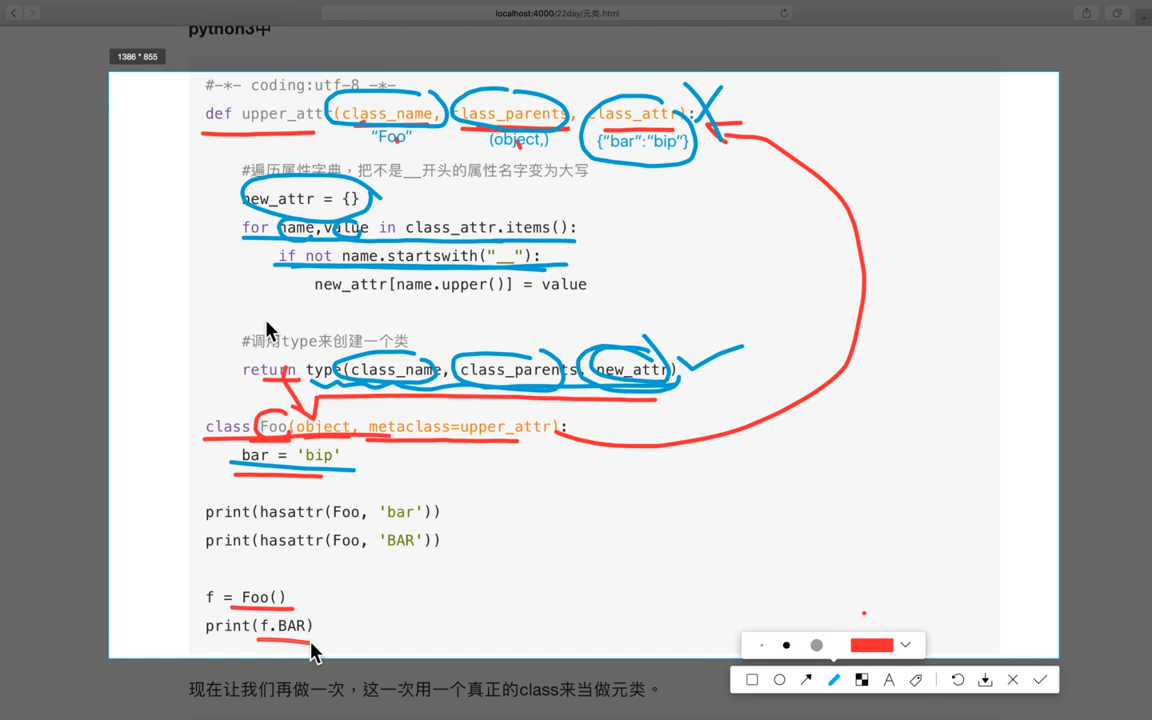 localhost:4000/22day/元类.html
python3中
1386 * 855
#-*- coding:utf-8 -*-
def upper_attr(class_name, class_parents, class_attr):
“Foo” (object,) {“bar”:”bip”}
#遍历属性字典，把不是__开头的属性名字变为大写
new_attr = {}
for name,value in class_attr.items():
if not name.startswith("__"):
new_attr[name.upper()] = value
#调用type来创建一个类
return type(class_name, class_parents, new_attr)
class Foo(object, metaclass=upper_attr):
bar = 'bip'
print(hasattr(Foo, 'bar'))
print(hasattr(Foo, 'BAR'))
f = Foo()
print(f.BAR)
现在让我们再做一次，这一次用一个真正的class来当做元类。